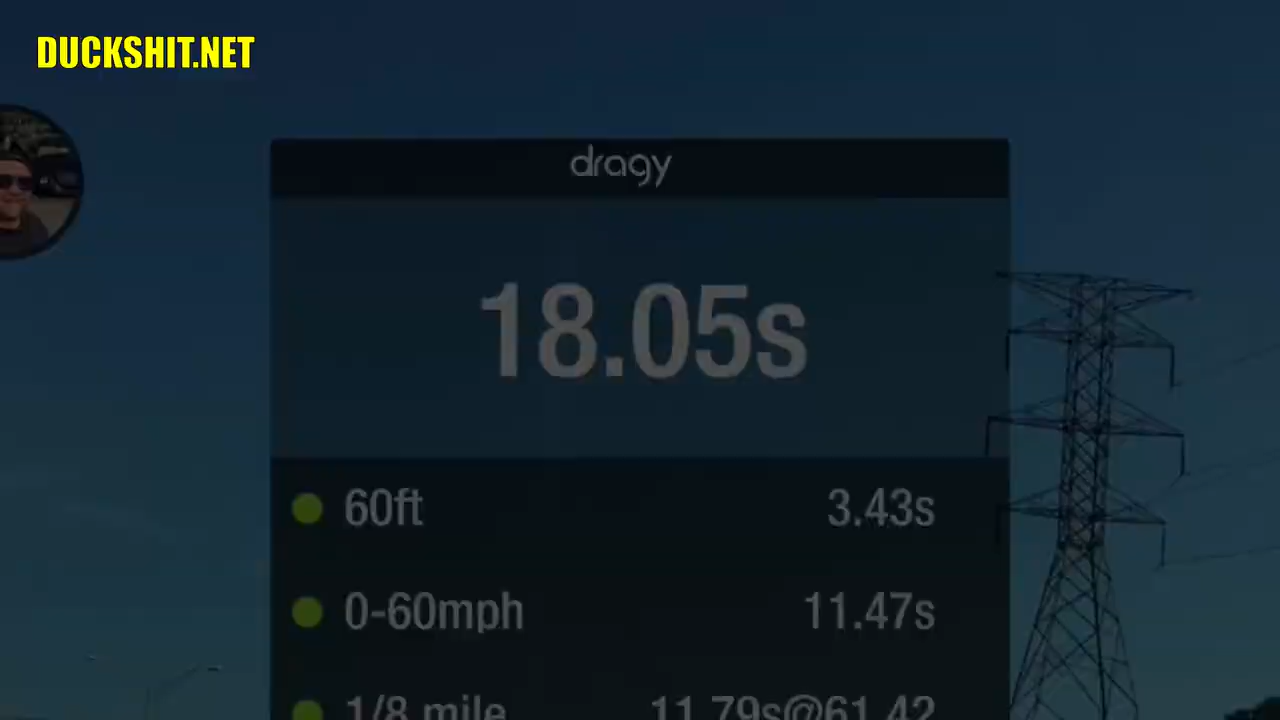 DUCKSHIT.NET
dragy
18.05s
60ft 3.43s
0-60mph 11.47s
1/8 mile 11.79s@61.42